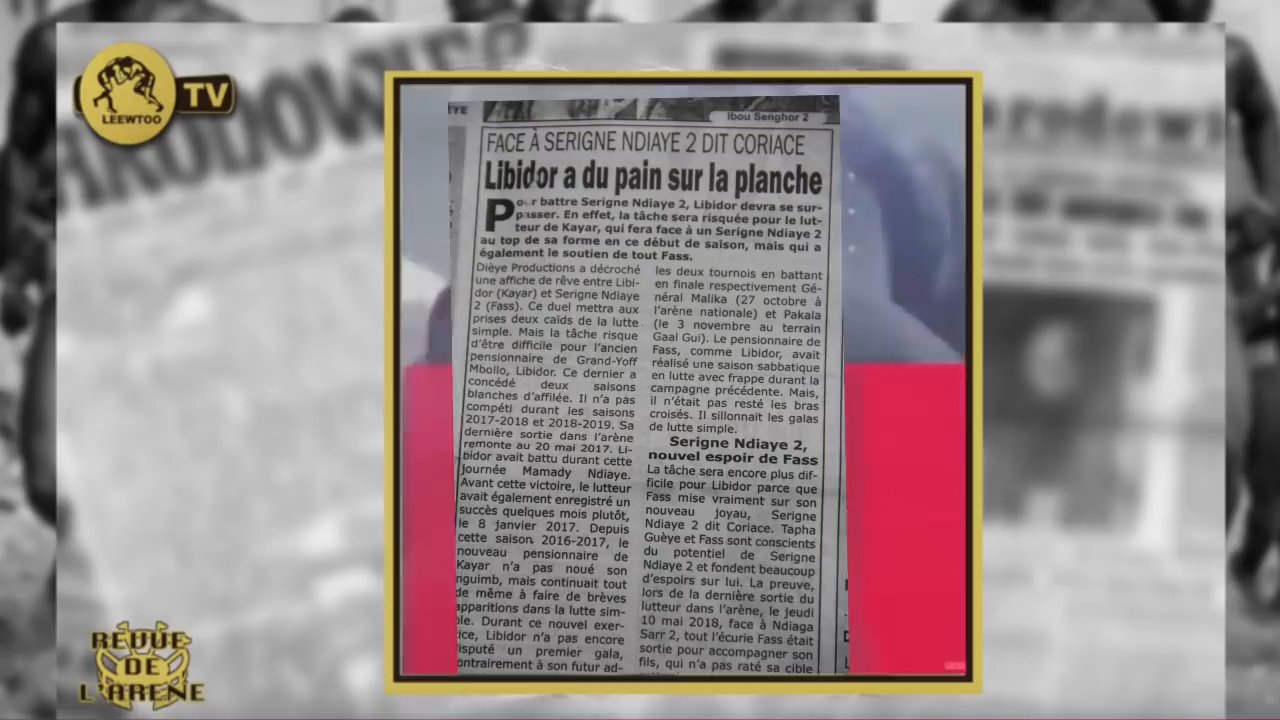 LEEWTOO
TV
Ibou Senghor 2
FACE À SERIGNE NDIAYE 2 DIT CORIACE
Libidor a du pain sur la planche
Pour battre Serigne Ndiaye 2, Libidor devra se sur-
passer. En effet, la tâche sera risquée pour le lut-
teur de Kayar, qui fera face à un Serigne Ndiaye 2
au top de sa forme en ce début de saison, mais qui a
également le soutien de tout Fass.
Dièye Productions a décroché
une affiche de rêve entre Libi-
dor (Kayar) et Serigne Ndiaye
2 (Fass). Ce duel mettra aux
prises deux caïds de la lutte
simple. Mais la tâche risque
d'être difficile pour l'ancien
pensionnaire de Grand-Yoff
Mbollo, Libidor. Ce dernier a
concédé deux saisons
blanches d'affilée. Il n'a pas
compéti durant les saisons
2017-2018 et 2018-2019. Sa
dernière sortie dans l'arène
remonte au 20 mai 2017. Li-
bidor avait battu durant cette
journée Mamady Ndiaye.
Avant cette victoire, le lutteur
avait également enregistré un
succès quelques mois plutôt,
le 8 janvier 2017. Depuis
cette saison 2016-2017, le
nouveau pensionnaire de
Kayar n'a pas noué son
nguimb, mais continuait tout
de même à faire de brèves
apparitions dans la lutte sim-
ple. Durant ce nouvel exer-
ice, Libidor n'a pas encore
isputé un premier gala,
ontrairement à son futur ad-
les deux tournois en battant
en finale respectivement Gé-
néral Malika (27 octobre à
l'arène nationale) et Pakala
(le 3 novembre au terrain
Gaal Gui). Le pensionnaire de
Fass, comme Libidor, avait
réalisé une saison sabbatique
en lutte avec frappe durant la
campagne précédente. Mais,
il n'était pas resté les bras
croisés. Il sillonnait les galas
de lutte simple.
Serigne Ndiaye 2,
nouvel espoir de Fass
La tâche sera encore plus dif-
ficile pour Libidor parce que
Fass mise vraiment sur son
nouveau joyau, Serigne
Ndiaye 2 dit Coriace. Tapha
Guèye et Fass sont conscients
du potentiel de Serigne
Ndiaye 2 et fondent beaucoup
d'espoirs sur lui. La preuve,
lors de la dernière sortie du
lutteur dans l'arène, le jeudi
10 mai 2018, face à Ndiaga
Sarr 2, tout l'écurie Fass était
sortie pour accompagner son
fils, qui n'a pas raté sa cible
REVUE
DE
L'ARENE